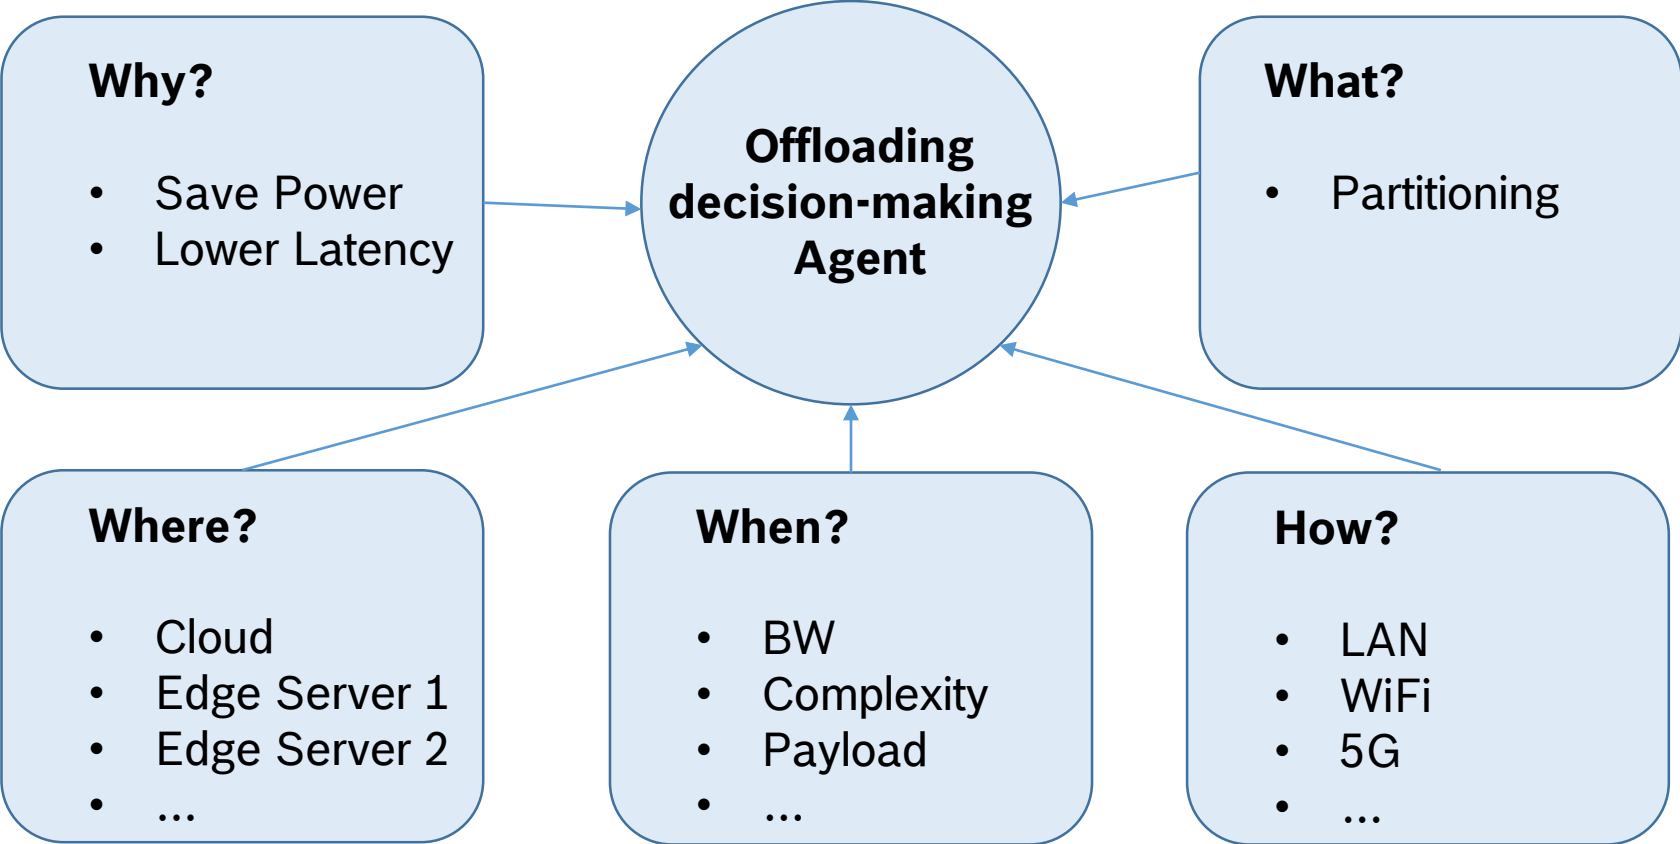 Why?
• Save Power
• Lower Latency
Offloading
decision-making
Agent
What?
• Partitioning
Where?
• Cloud
• Edge Server 1
• Edge Server 2
• ...
When?
• BW
• Complexity
• Payload
• ...
How?
• LAN
• WiFi
• 5G
• ...